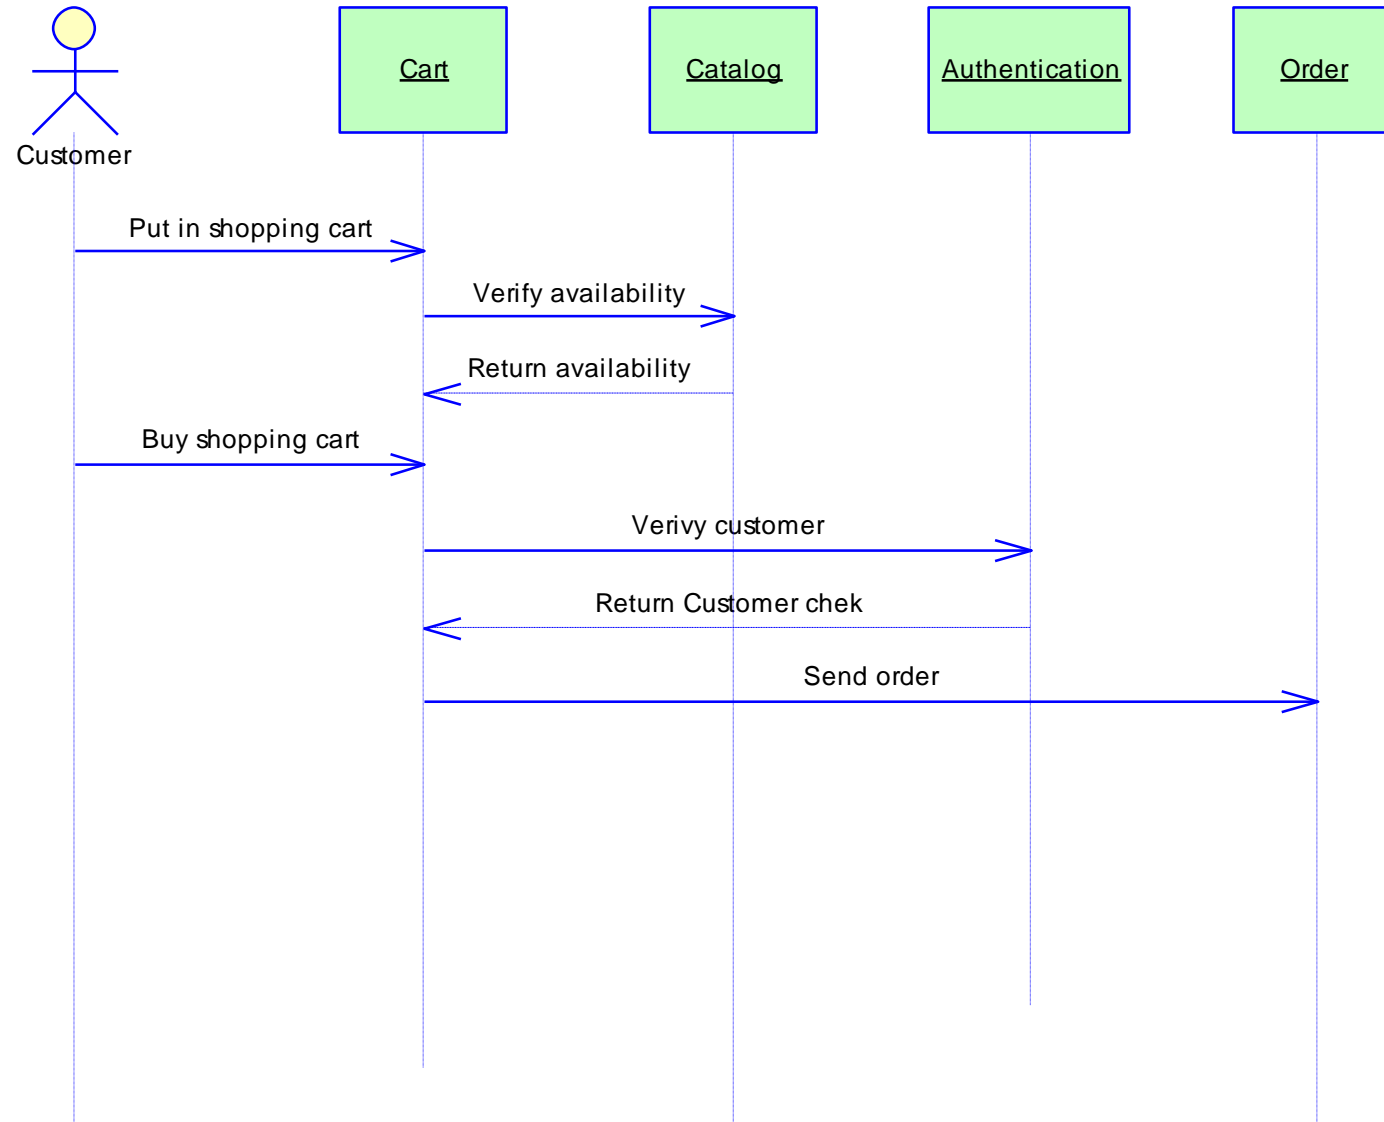 Cart
Catalog
Authentication
Order
Customer
Put in shopping cart
Verify availability
Return availability
Buy shopping cart
Verivy customer
Return Customer chek
Send order